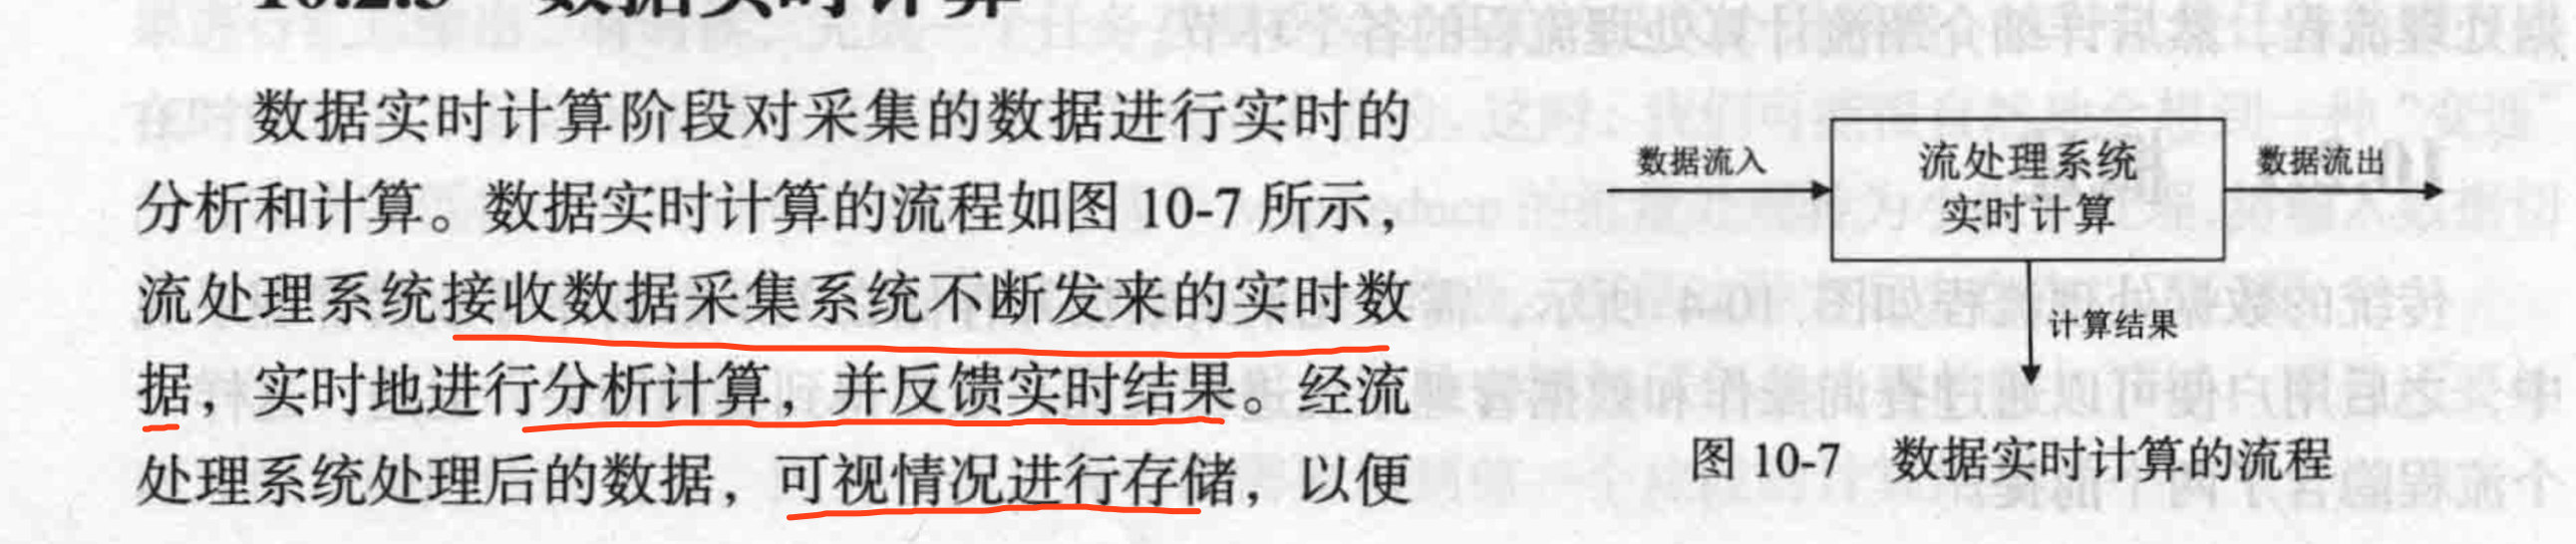 数据实时计算
数据实时计算阶段对采集的数据进行实时的
分析和计算。数据实时计算的流程如图 10-7 所示，
流处理系统接收数据采集系统不断发来的实时数
据，实时地进行分析计算，并反馈实时结果。经流
处理系统处理后的数据，可视情况进行存储，以便
数据流入
流处理系统
实时计算
数据流出
计算结果
图 10-7 数据实时计算的流程